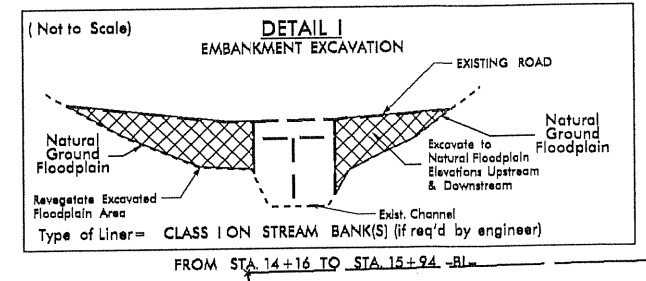 ( Not to Scale)
DETAIL I
EMBANKMENT EXCAVATION
EXISTING ROAD
Natural
Ground
Floodplain
Natural
Ground
Floodplain
Excavate to
Natural Floodplain
Elevations Upstream
& Downstream
Revegetate Excavated
Floodplain Area
Exist. Channel
Type of Liner= CLASS I ON STREAM BANK(S) (if req'd by engineer)
FROM STA. 14+16 TO STA. 15+94 -BL-